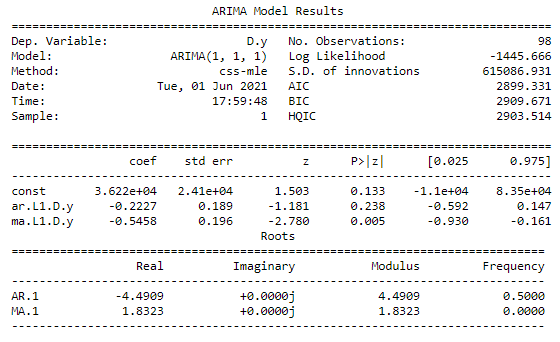 ARIMA Model Results
==============================================================================
Dep. Variable:                    D.y   No. Observations:                   98
Model:                 ARIMA(1, 1, 1)   Log Likelihood               -1445.666
Method:                       css-mle   S.D. of innovations         615086.931
Date:                Tue, 01 Jun 2021   AIC                           2899.331
Time:                        17:59:48   BIC                           2909.671
Sample:                             1   HQIC                          2903.514

==============================================================================
                 coef    std err          z      P>|z|      [0.025      0.975]
------------------------------------------------------------------------------
const       3.622e+04   2.41e+04      1.503      0.133    -1.1e+04    8.35e+04
ar.L1.D.y     -0.2227      0.189     -1.181      0.238      -0.592       0.147
ma.L1.D.y     -0.5458      0.196     -2.780      0.005      -0.930      -0.161
                                    Roots
==============================================================================
                  Real          Imaginary           Modulus         Frequency
------------------------------------------------------------------------------
AR.1           -4.4909           +0.0000j            4.4909            0.5000
MA.1            1.8323           +0.0000j            1.8323            0.0000
------------------------------------------------------------------------------